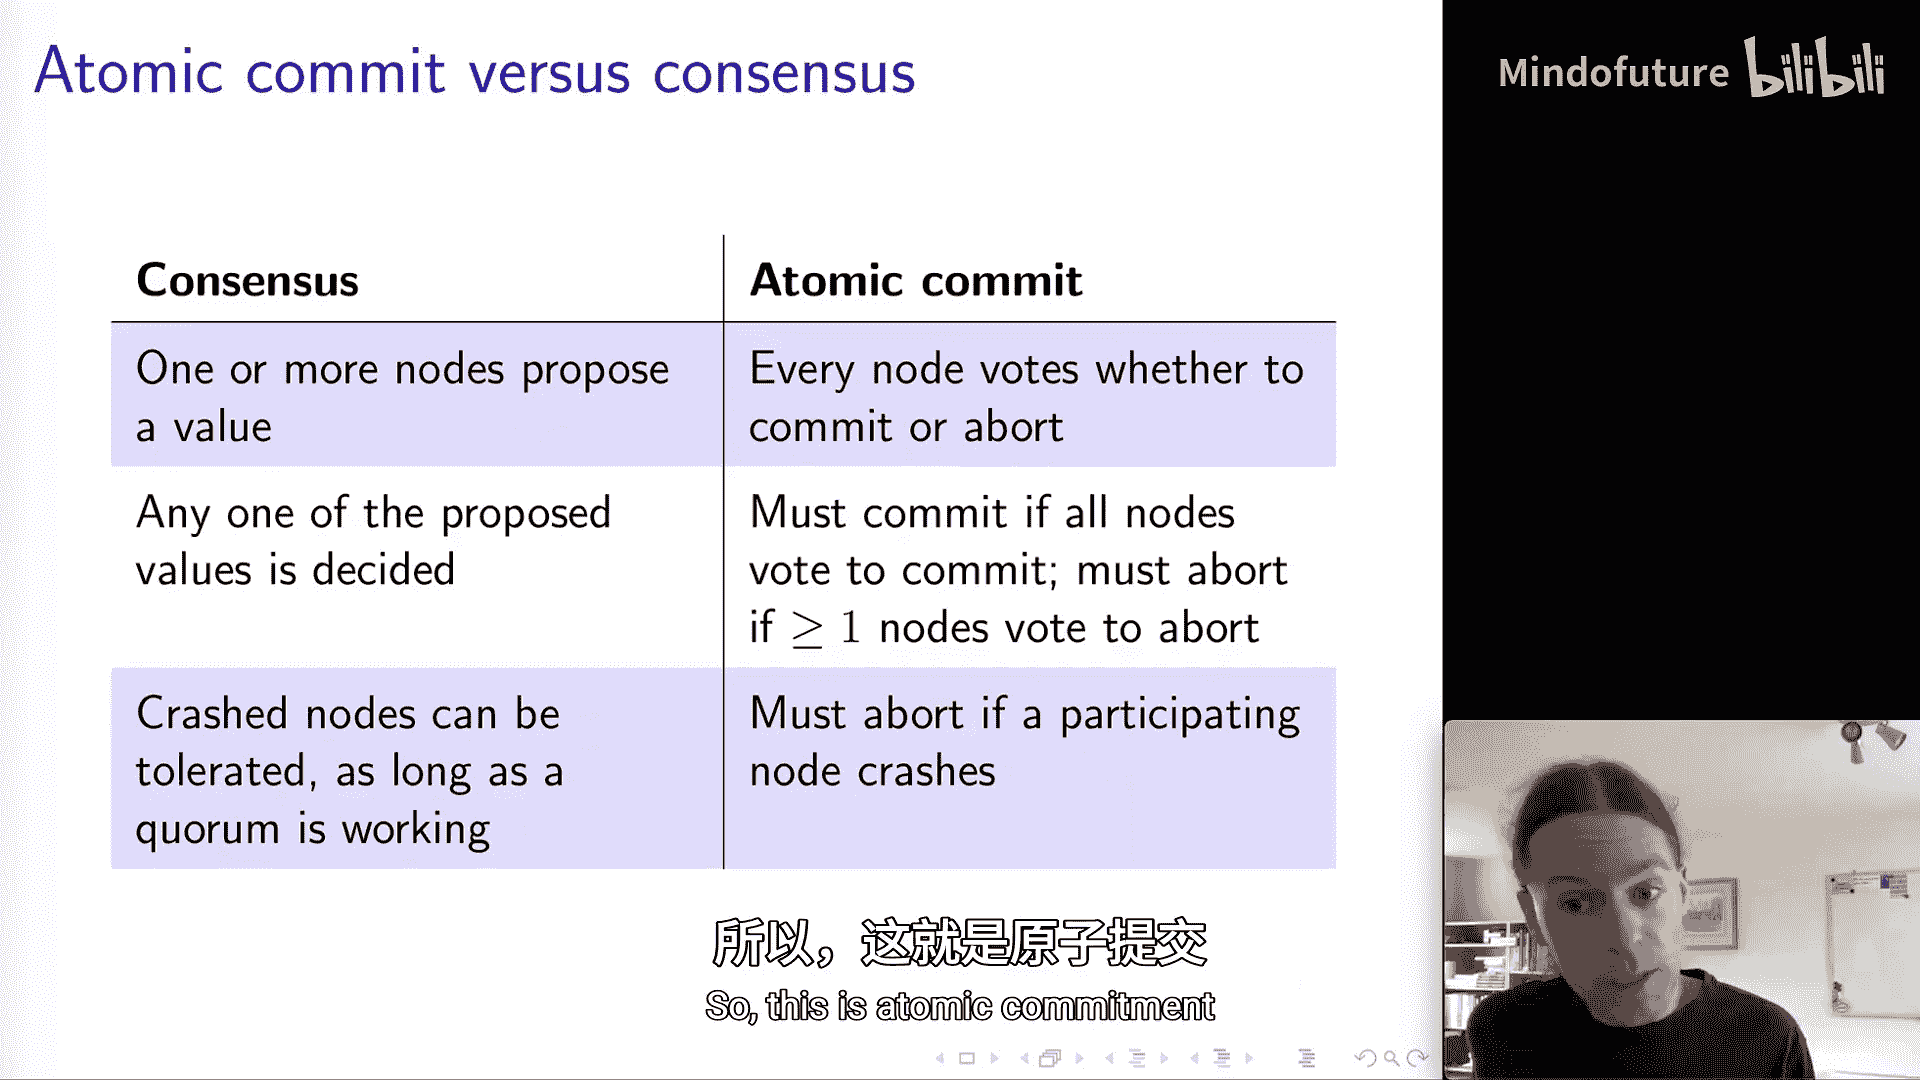 Atomic commit versus consensus
Mindofuture bilibili
Consensus
Atomic commit
One or more nodes propose
a value
Every node votes whether to
commit or abort
Any one of the proposed
values is decided
Must commit if all nodes
vote to commit; must abort
if ≥ 1 nodes vote to abort
Crashed nodes can be
tolerated, as long as a
quorum is working
Must abort if a participating
node crashes
所以，这就是原子提交
So, this is atomic commitment